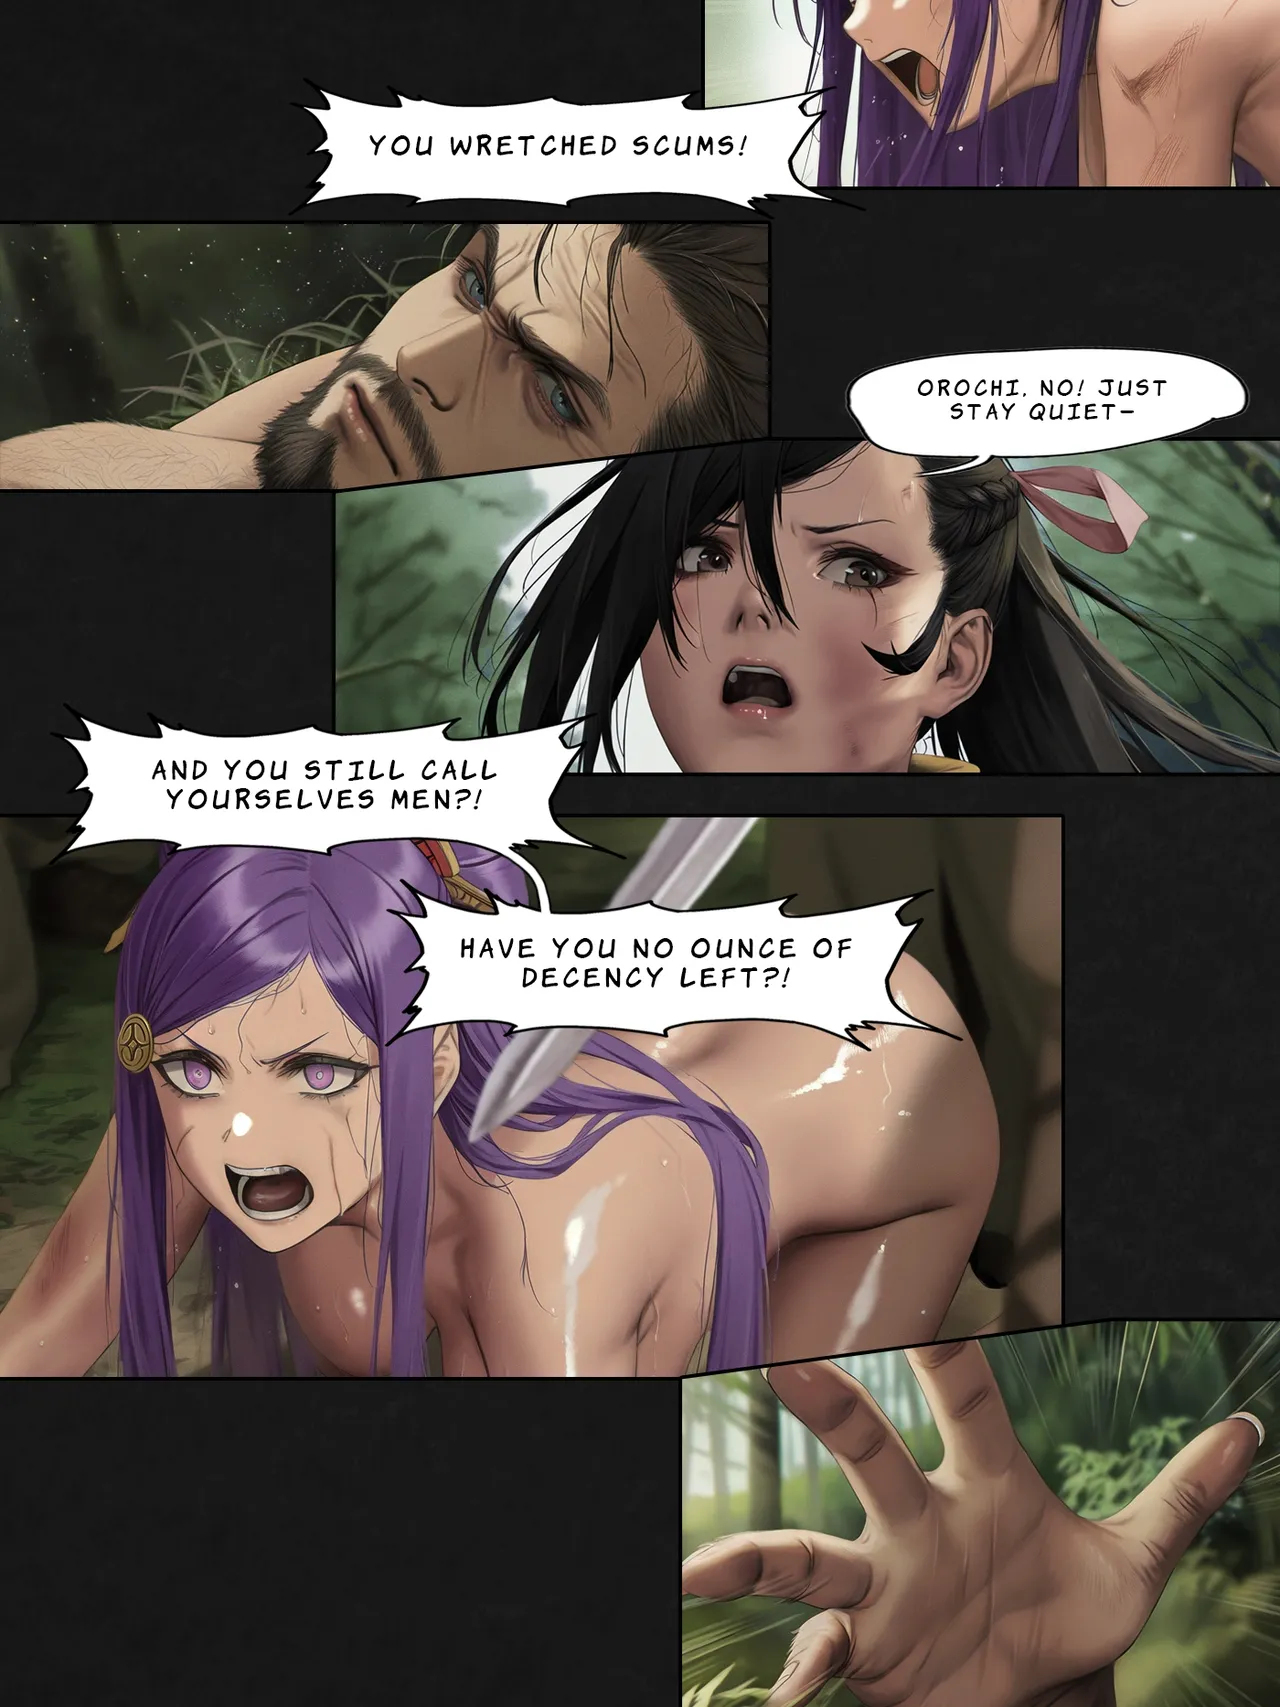 YOU WRETCHED SCUMS!
OROCHI, NO! JUST
STAY QUIET-
AND YOU STILL CALL
YOURSELVES MEN?!
HAVE YOU NO OUNCE OF
DECENCY LEFT?!